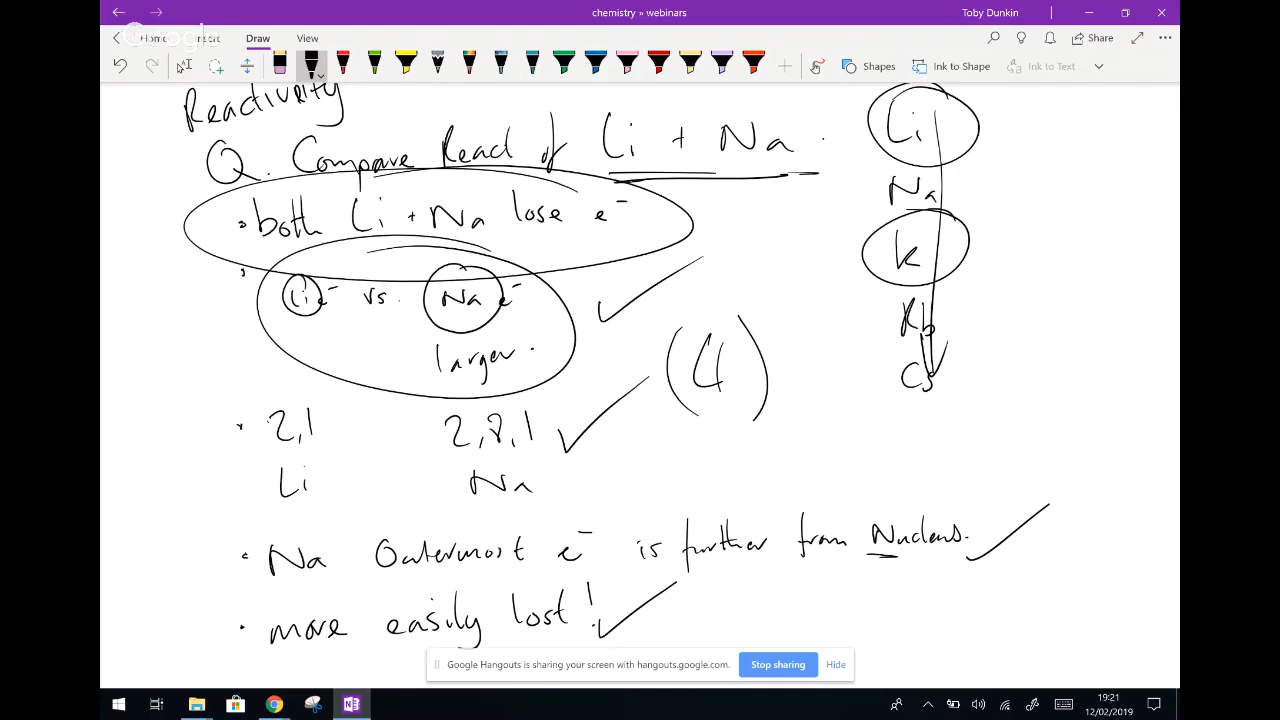 chemistry » webinars
Toby Dunkin
Google
Home
Insert
Draw
View
Share
Shapes
Ink to Shape
Ink to Text
Reactivity
Q. Compare React of Li + Na.
• both Li + Na lose e⁻
Li e⁻ vs. Na e⁻
larger.
(4)
• 2,1 2,8,1
Li Na
• Na Outermost e⁻ is further from Nucleus.
• more easily lost!
Li
Na
K
Rb
Cs
Google Hangouts is sharing your screen with hangouts.google.com.
Stop sharing
Hide
19:21
12/02/2019